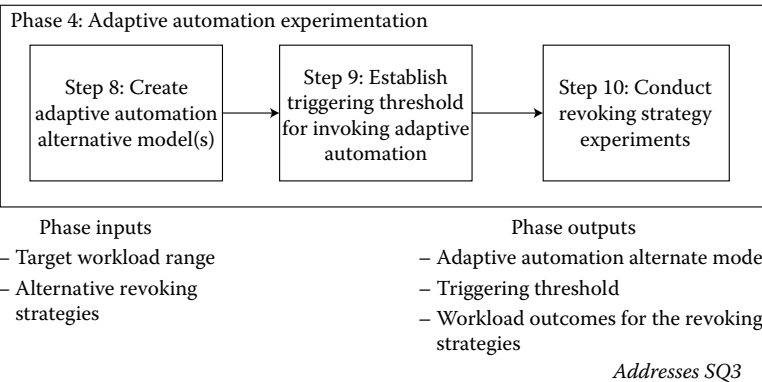 Phase 4: Adaptive automation experimentation
Step 8: Create
adaptive automation
alternative model(s)
Step 9: Establish
triggering threshold
for invoking adaptive
automation
Step 10: Conduct
revoking strategy
experiments
Phase inputs
– Target workload range
– Alternative revoking
strategies
Phase outputs
– Adaptive automation alternate mode
– Triggering threshold
– Workload outcomes for the revoking
strategies
Addresses SQ3